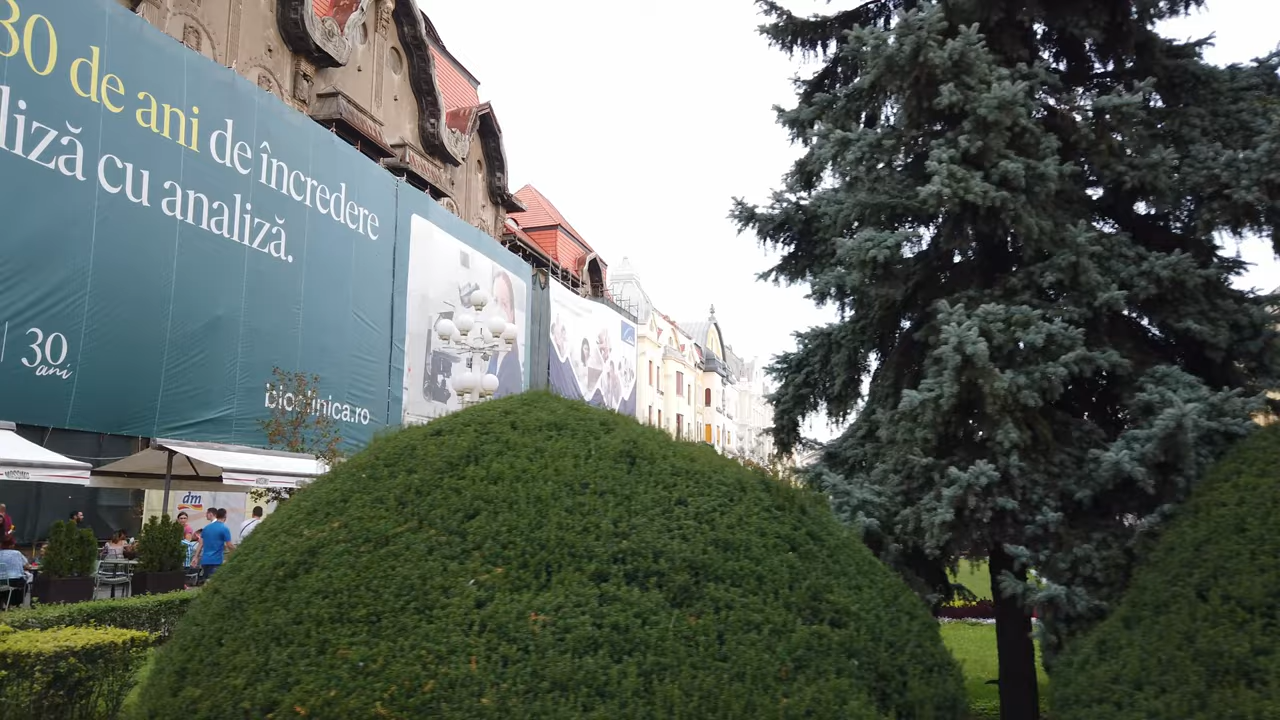 30 de ani de încredere
liză cu analiză.
30
ani
bioclinica.ro
dm